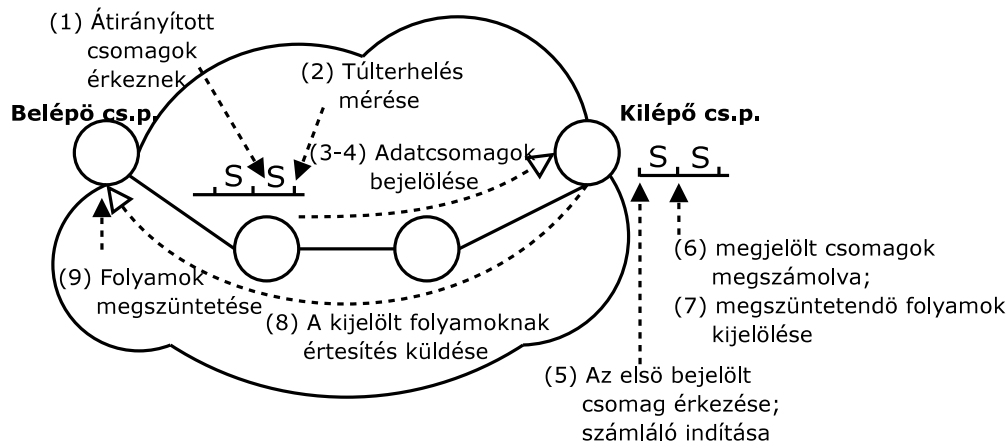 (1) Átirányított
csomagok
érkeznek
(2) Túlterhelés
mérése
Belépö cs.p.
Kilépő cs.p.
(3-4) Adatcsomagok
bejelölése
S S
S S
(6) megjelölt csomagok
megszámolva;
(7) megszüntetendö folyamok
kijelölése
(9) Folyamok
megszüntetése
(8) A kijelölt folyamoknak
értesítés küldése
(5) Az elsö bejelölt
csomag érkezése;
számláló indítása